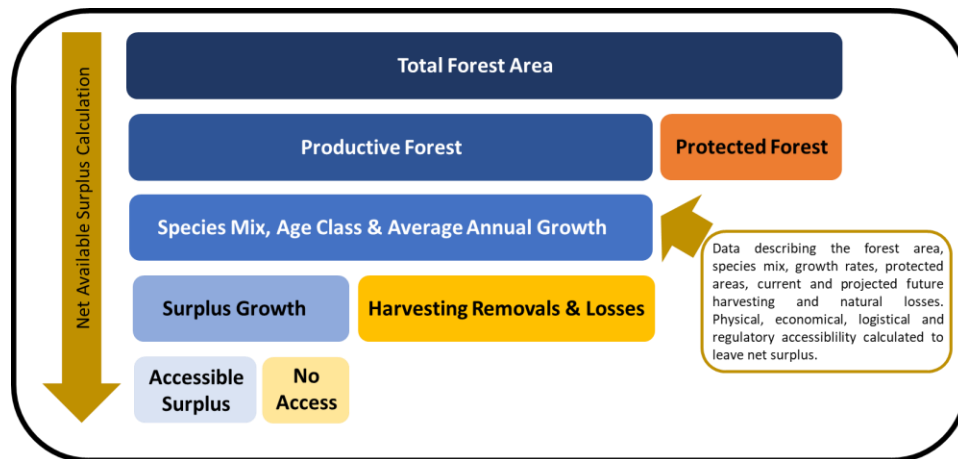 Net Available Surplus Calculation
Total Forest Area
Productive Forest
Protected Forest
Species Mix, Age Class & Average Annual Growth
Data describing the forest area,
species mix, growth rates, protected
areas, current and projected future
harvesting and natural losses.
Physical, economical, logistical and
regulatory accessiblility calculated to
leave net surplus.
Surplus Growth
Harvesting Removals & Losses
Accessible
Surplus
No
Access